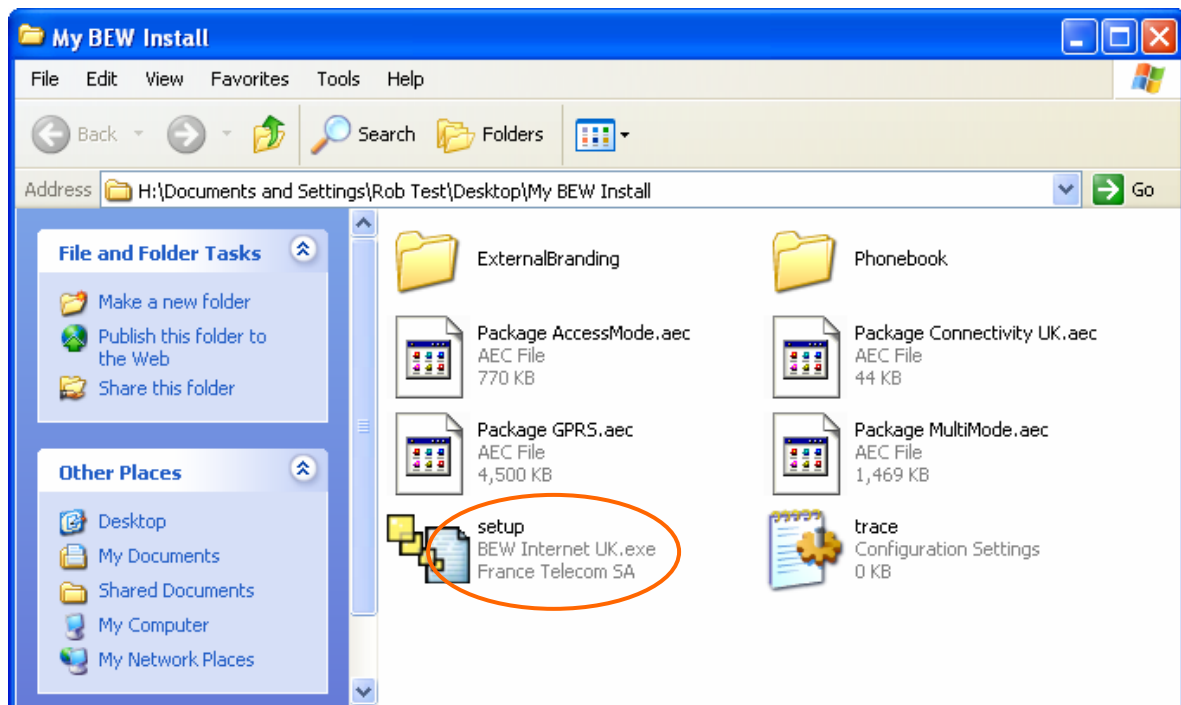 My BEW Install
File Edit View Favorites Tools Help
Back Search Folders
Address H:\Documents and Settings\Rob Test\Desktop\My BEW Install Go
File and Folder Tasks
Make a new folder
Publish this folder to
the Web
Share this folder
Other Places
Desktop
My Documents
Shared Documents
My Computer
My Network Places
ExternalBranding
Phonebook
Package AccessMode.aec
AEC File
770 KB
Package Connectivity UK.aec
AEC File
44 KB
Package GPRS.aec
AEC File
4,500 KB
Package MultiMode.aec
AEC File
1,469 KB
setup
BEW Internet UK.exe
France Telecom SA
trace
Configuration Settings
0 KB